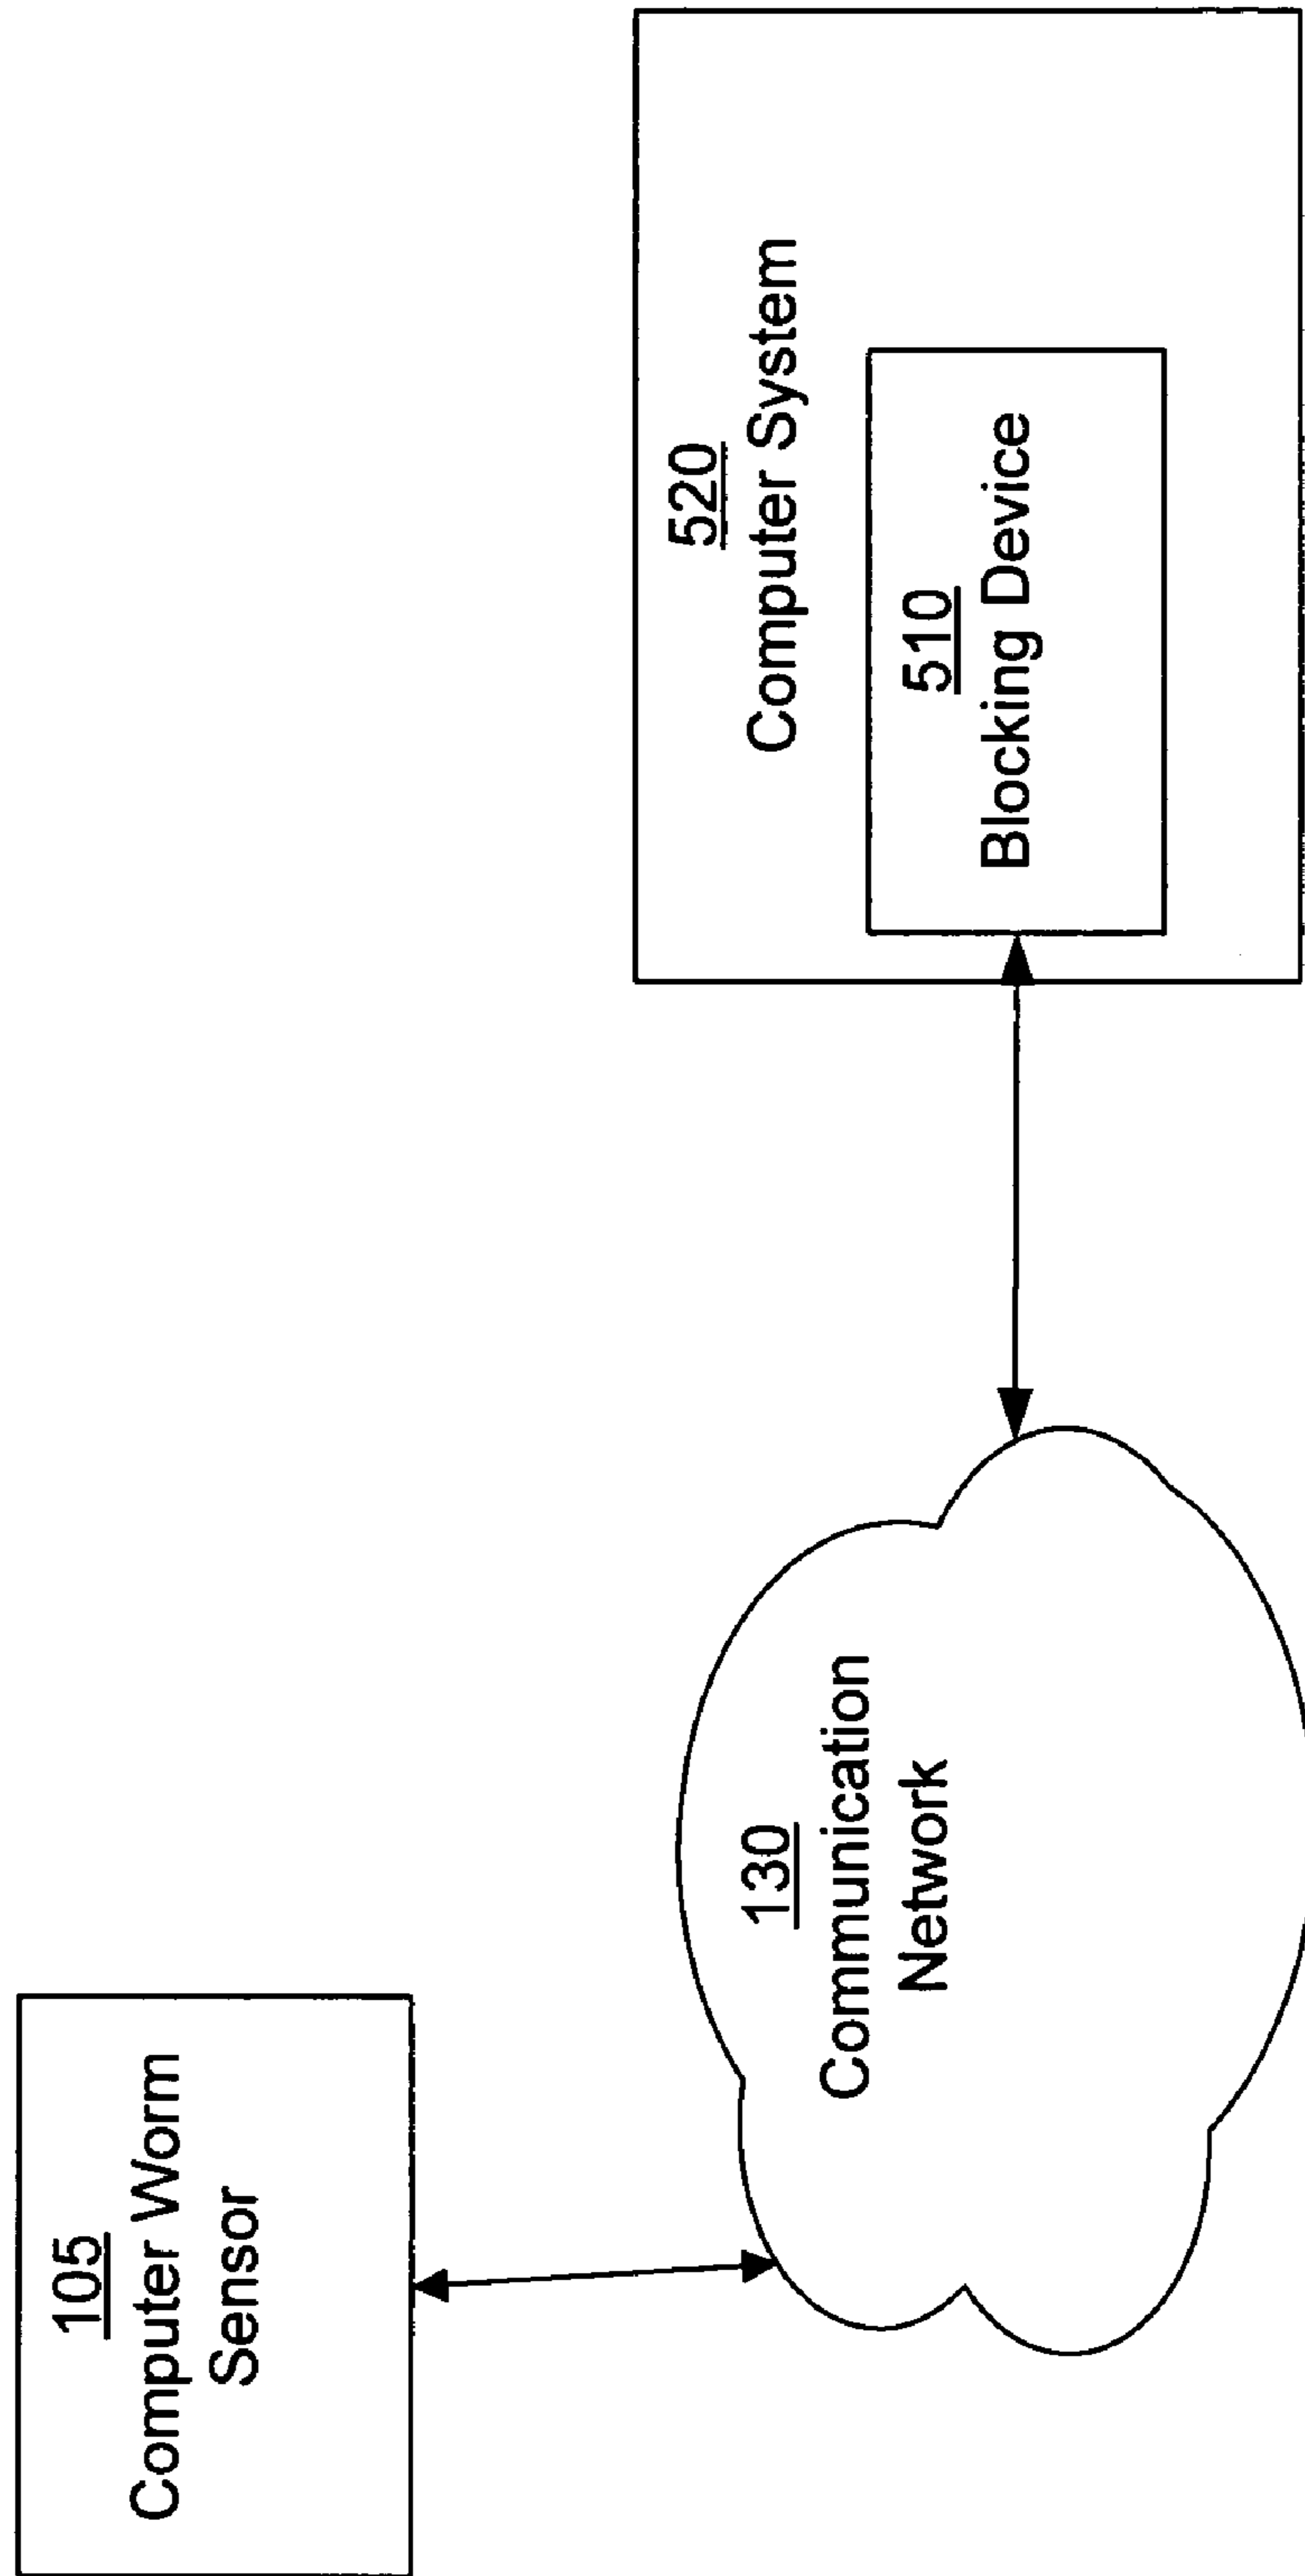 105
Computer Worm
Sensor
130
Communication
Network
520
Computer System
510
Blocking Device